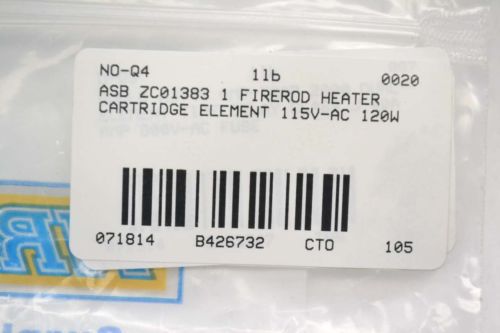 NO-Q4 1lb 0020
ASB ZC01383 1 FIREROD HEATER
CARTRIDGE ELEMENT 115V-AC 120W
071814 B426732 CTO 105